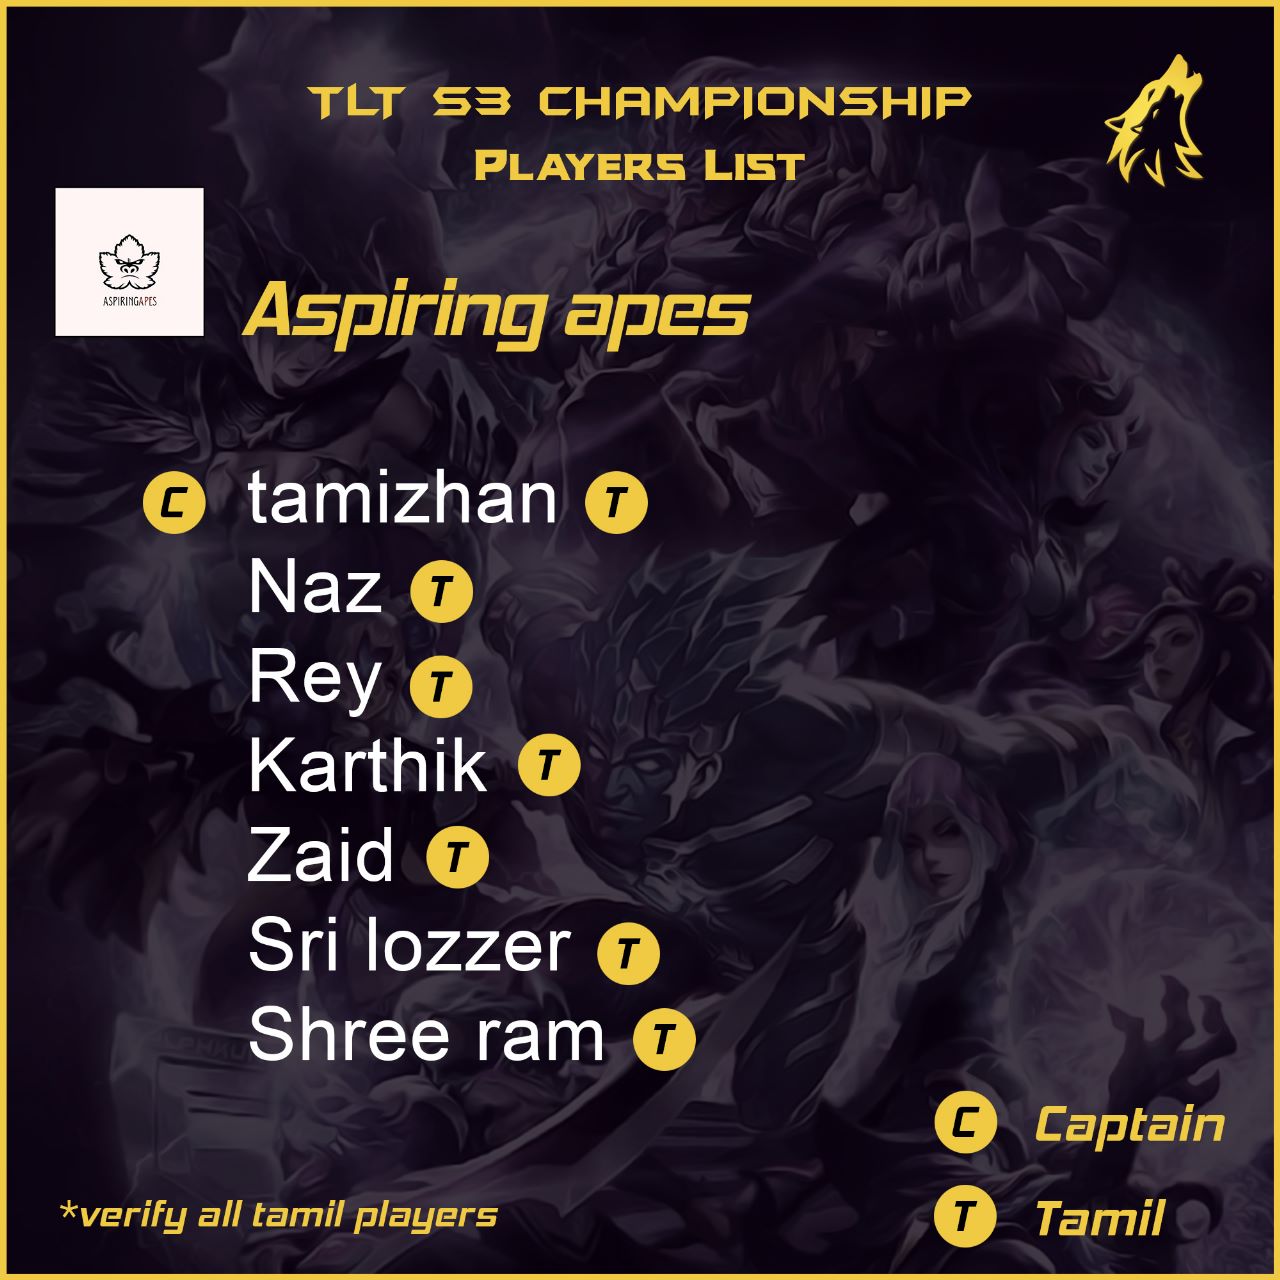 TLT S3 CHAMPIONSHIP
PLAYERS LIST
ASPIRINGAPES
Aspiring apes
C tamizhan T
Naz T
Rey T
Karthik T
Zaid T
Sri lozzer T
Shree ram T
C Captain
T Tamil
*verify all tamil players